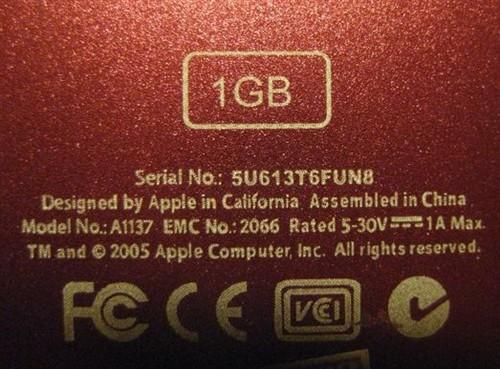 1GB
Serial No.: 5U613T6FUN8
Designed by Apple in California Assembled in China
Model No.: A1137 EMC No.: 2066 Rated 5-30V⎓1A Max.
TM and © 2005 Apple Computer, Inc. All rights reserved.
FC CE VCI